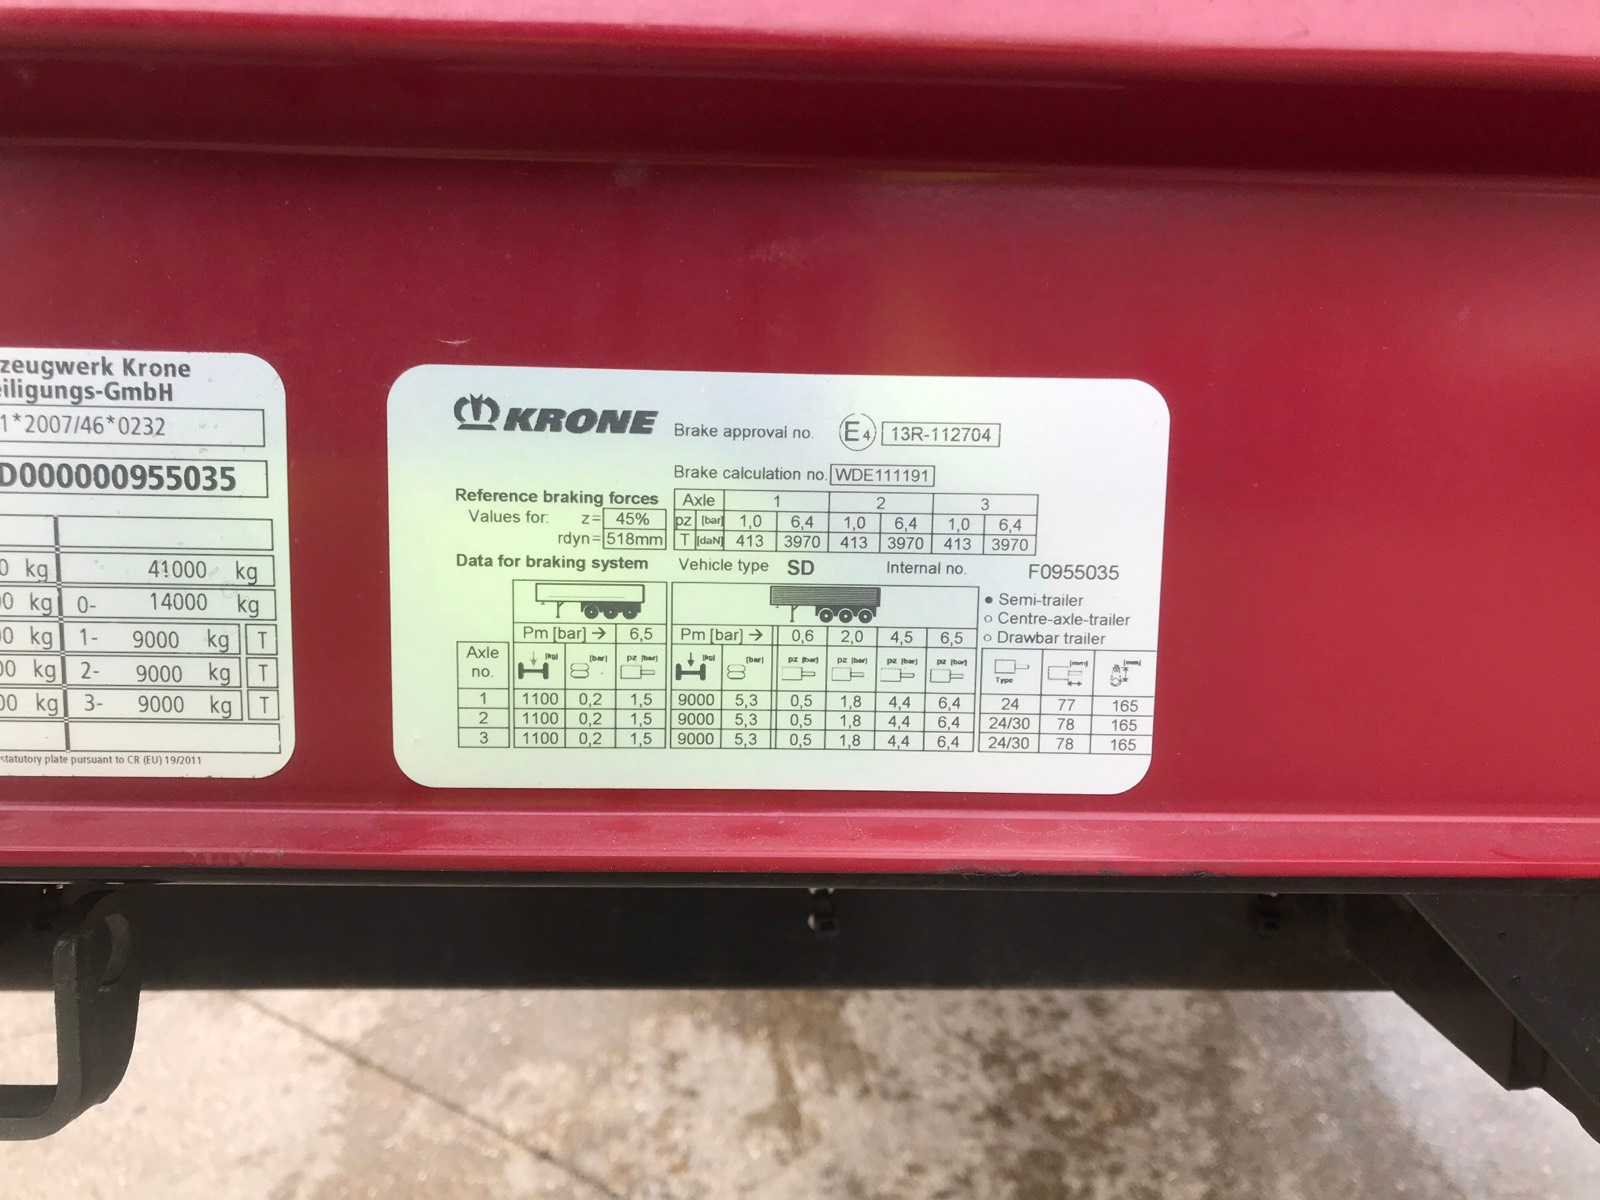 zeugwerk Krone
eiligungs-GmbH
1*2007/46*0232
D000000955035
0 kg 41000 kg
00 kg 0- 14000 kg
00 kg 1- 9000 kg T
00 kg 2- 9000 kg T
00 kg 3- 9000 kg T
statutory plate pursuant to CR (EU) 19/2011
KRONE
Brake approval no. E4 13R-112704
Brake calculation no. WDE111191
Reference braking forces
Values for: z= 45%
rdyn= 518mm
Axle 1 2 3
pz [bar] 1,0 6,4 1,0 6,4 1,0 6,4
T [daN] 413 3970 413 3970 413 3970
Data for braking system Vehicle type SD Internal no. F0955035
• Semi-trailer
○ Centre-axle-trailer
○ Drawbar trailer
Pm [bar] → 6,5 Pm [bar] → 0,6 2,0 4,5 6,5
Axle no. [kg] [bar] pz [bar] [kg] [bar] pz [bar] pz [bar] pz [bar] pz [bar] Type [mm] [mm]
1 1100 0,2 1,5 9000 5,3 0,5 1,8 4,4 6,4 24 77 165
2 1100 0,2 1,5 9000 5,3 0,5 1,8 4,4 6,4 24/30 78 165
3 1100 0,2 1,5 9000 5,3 0,5 1,8 4,4 6,4 24/30 78 165